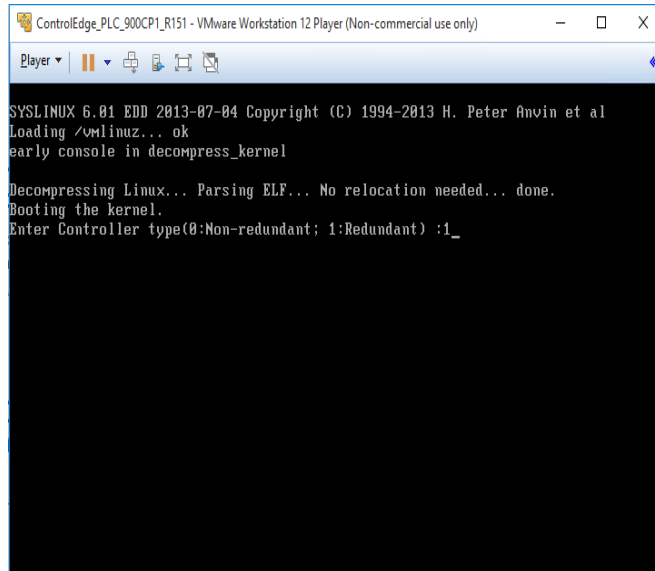 ControlEdge_PLC_900CP1_R151 - VMware Workstation 12 Player (Non-commercial use only)
Player
SYSLINUX 6.01 EDD 2013-07-04 Copyright (C) 1994-2013 H. Peter Anvin et al
Loading /vmlinuz... ok
early console in decompress_kernel
Decompressing Linux... Parsing ELF... No relocation needed... done.
Booting the kernel.
Enter Controller type(0:Non-redundant; 1:Redundant) :1_